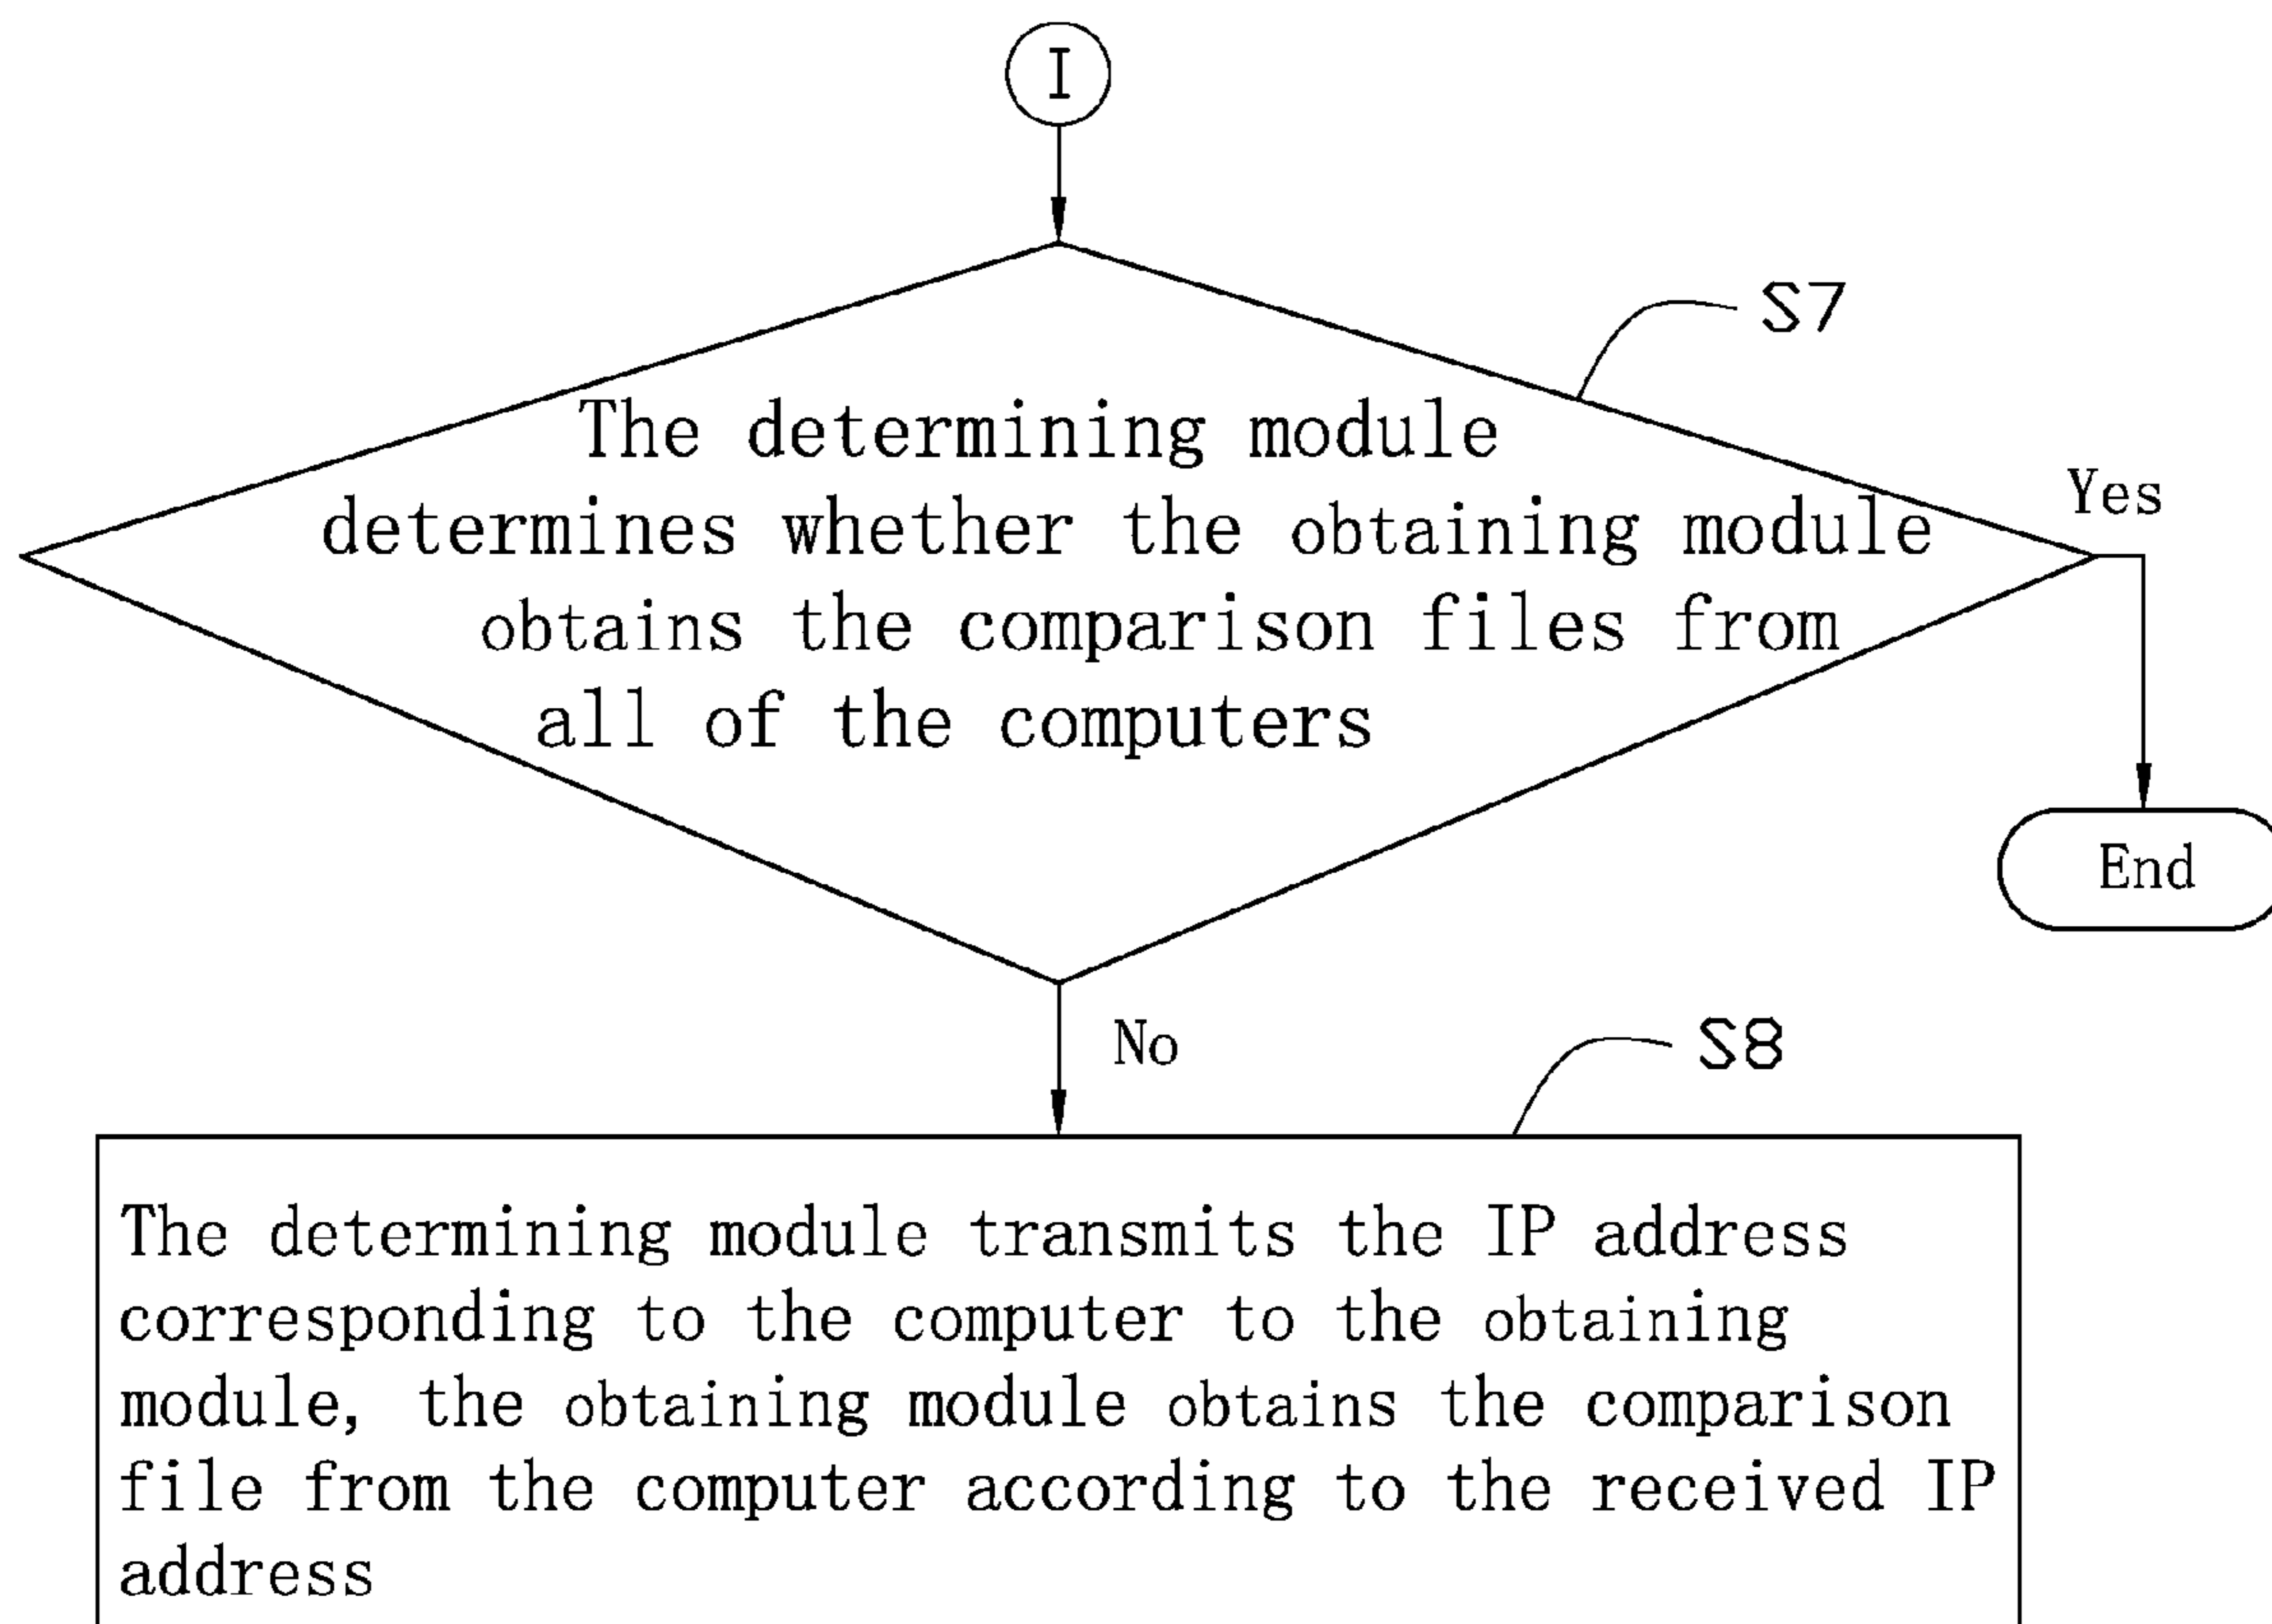 I
S7
The determining module
determines whether the obtaining module
obtains the comparison files from
all of the computers
Yes
End
No
S8
The determining module transmits the IP address
corresponding to the computer to the obtaining
module, the obtaining module obtains the comparison
file from the computer according to the received IP
address